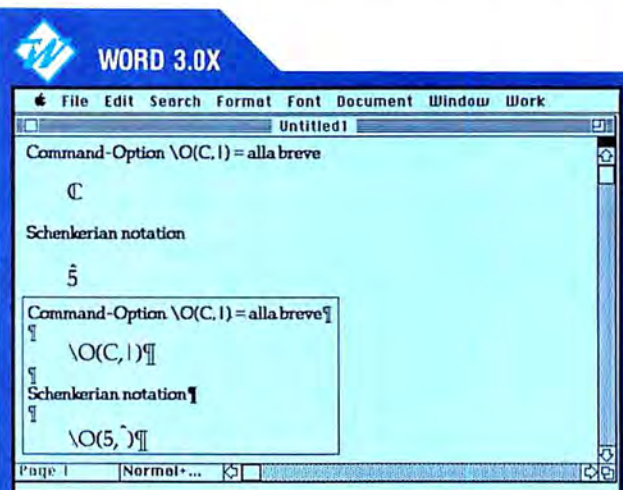 W WORD 3.0X
File Edit Search Format Font Document Window Work
Untitled1
Command-Option \O(C,|) = alla breve
ℂ
Schenkerian notation
5̂
Command-Option \O(C,|) = alla breve¶
¶
\O(C,|)¶
¶
Schenkerian notation¶
¶
\O(5,ˆ)¶
Page 1 Normal+...